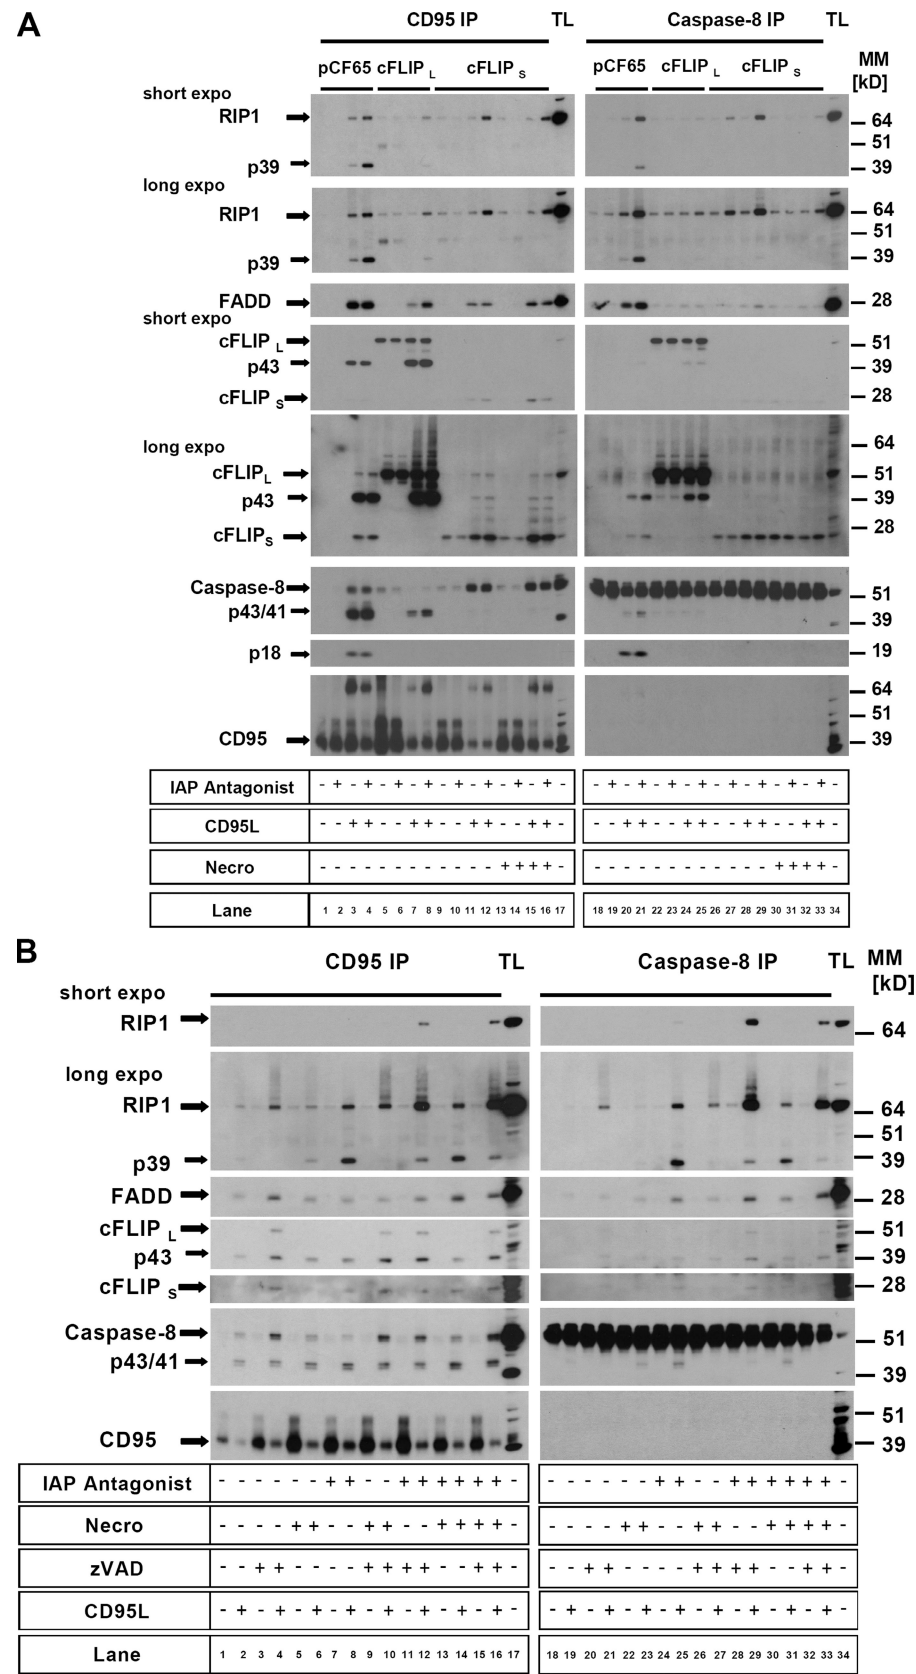 A
CD95 IP TL Caspase-8 IP TL
pCF65 cFLIP L cFLIP S pCF65 cFLIP L cFLIP S
MM
[kD]
short expo
RIP1 64
51
p39 39
long expo
RIP1 64
51
p39 39
FADD 28
short expo
cFLIP L 51
p43 39
cFLIP S 28
long expo
64
cFLIPL 51
p43 39
28
cFLIPS
Caspase-8 51
p43/41 39
p18 19
64
51
CD95 39
IAP Antagonist - + - + - + - + - + - + - + - + - - + - + - + - + - + - + - + - + -
CD95L - - + + - - + + - - + + - - + + - - - + + - - + + - - + + - - + + -
Necro - - - - - - - - - - - - + + + + - - - - - - - - - - - - - + + + + -
Lane 1 2 3 4 5 6 7 8 9 10 11 12 13 14 15 16 17 18 19 20 21 22 23 24 25 26 27 28 29 30 31 32 33 34
B
CD95 IP TL Caspase-8 IP TL MM
[kD]
short expo
RIP1 64
long expo
RIP1 64
51
p39 39
FADD 28
cFLIP L 51
p43 39
cFLIP S 28
Caspase-8 51
p43/41 39
51
CD95 39
IAP Antagonist - - - - - - + + - - + + + + + + - - - - - - - + + - - + + + + + + -
Necro - - - - + + - - + + - - + + + + - - - - - + + - - + + - - + + + + -
zVAD - - + + - - - - + + + + - - + + - - - + + - - - - + + + + - - + + -
CD95L - + - + - + - + - + - + - + - + - - + - + - + - + - + - + - + - + -
Lane 1 2 3 4 5 6 7 8 9 10 11 12 13 14 15 16 17 18 19 20 21 22 23 24 25 26 27 28 29 30 31 32 33 34